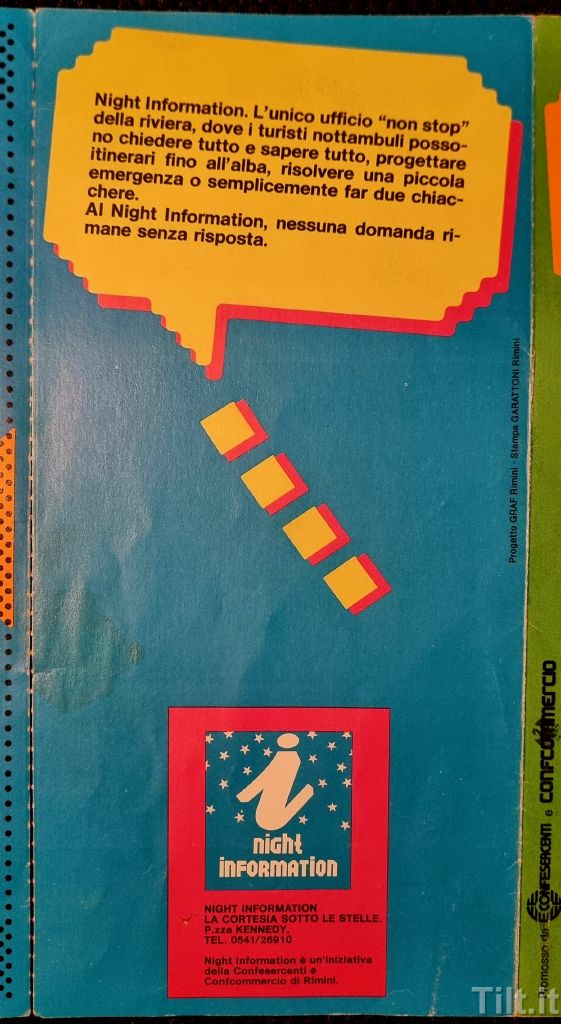 Night Information. L'unico ufficio "non stop"
della riviera, dove i turisti nottambuli posso-
no chiedere tutto e sapere tutto, progettare
itinerari fino all'alba, risolvere una piccola
emergenza o semplicemente far due chiac-
chere.
Al Night Information, nessuna domanda ri-
mane senza risposta.
Progetto GRAF Rimini - Stampa GARATTONI Rimini
night
INFORMATION
NIGHT INFORMATION
LA CORTESIA SOTTO LE STELLE.
P.zza KENNEDY,
TEL. 0541/26910
Night Information è un'iniziativa
della Confesercenti e
Confcommercio di Rimini.
Promosso da CONFESERCENTI e CONFCOMMERCIO
Tilt.it